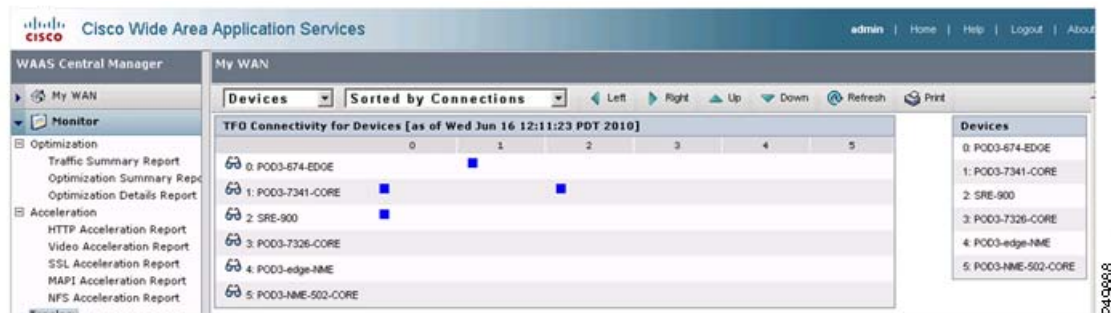 CISCO Cisco Wide Area Application Services admin | Home | Help | Logout | About
WAAS Central Manager
My WAN
Monitor
Optimization
Traffic Summary Report
Optimization Summary Repo
Optimization Details Report
Acceleration
HTTP Acceleration Report
Video Acceleration Report
SSL Acceleration Report
MAPI Acceleration Report
NFS Acceleration Report
My WAN
Devices Sorted by Connections Left Right Up Down Refresh Print
TFO Connectivity for Devices [as of Wed Jun 16 12:11:23 PDT 2010]
0 1 2 3 4 5
0: POD3-674-EDGE
1: POD3-7341-CORE
2: SRE-900
3: POD3-7326-CORE
4: POD3-edge-NME
5: POD3-NME-502-CORE
Devices
0: POD3-674-EDGE
1: POD3-7341-CORE
2: SRE-900
3: POD3-7326-CORE
4: POD3-edge-NME
5: POD3-NME-502-CORE
249888